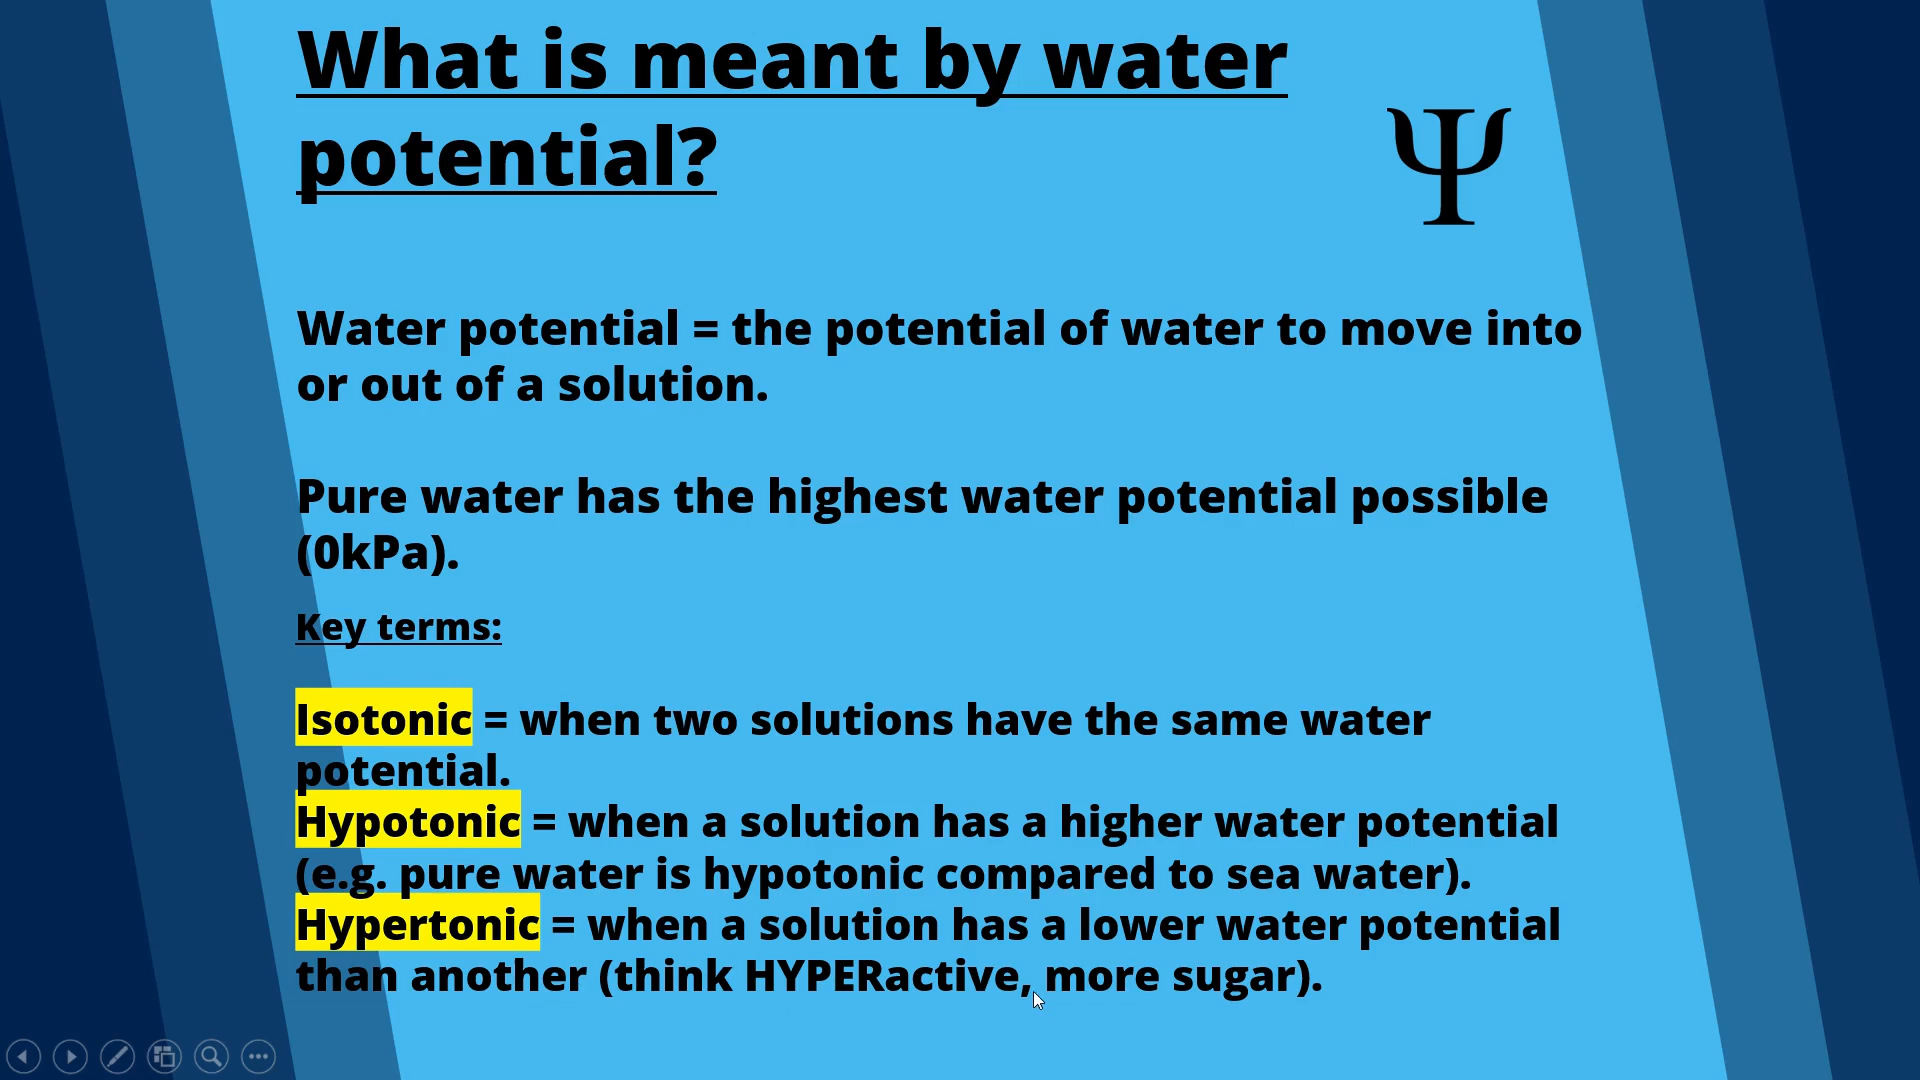 What is meant by water
potential?
Ψ
Water potential = the potential of water to move into
or out of a solution.
Pure water has the highest water potential possible
(0kPa).
Key terms:
Isotonic = when two solutions have the same water
potential.
Hypotonic = when a solution has a higher water potential
(e.g. pure water is hypotonic compared to sea water).
Hypertonic = when a solution has a lower water potential
than another (think HYPERactive, more sugar).